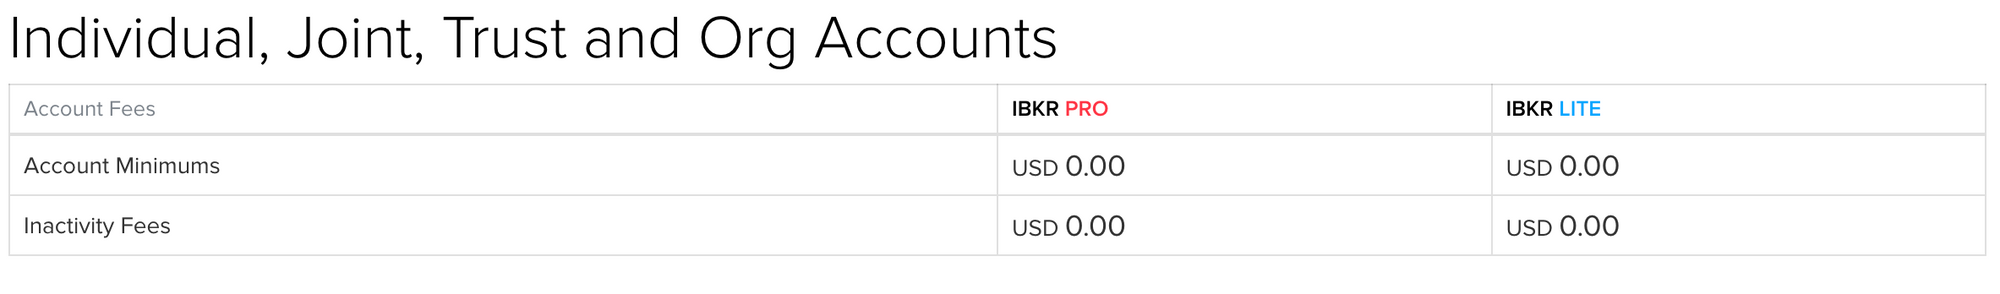 Individual, Joint, Trust and Org Accounts
Account Fees IBKR PRO IBKR LITE
Account Minimums USD 0.00 USD 0.00
Inactivity Fees USD 0.00 USD 0.00